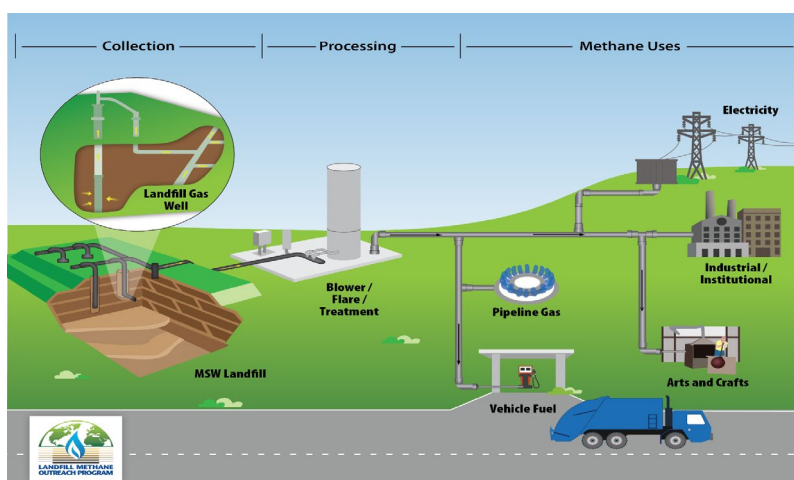 Collection
Processing
Methane Uses
Electricity
Landfill Gas
Well
Industrial /
Institutional
Blower /
Flare /
Treatment
Pipeline Gas
MSW Landfill
Arts and Crafts
Vehicle Fuel
LANDFILL METHANE
OUTREACH PROGRAM